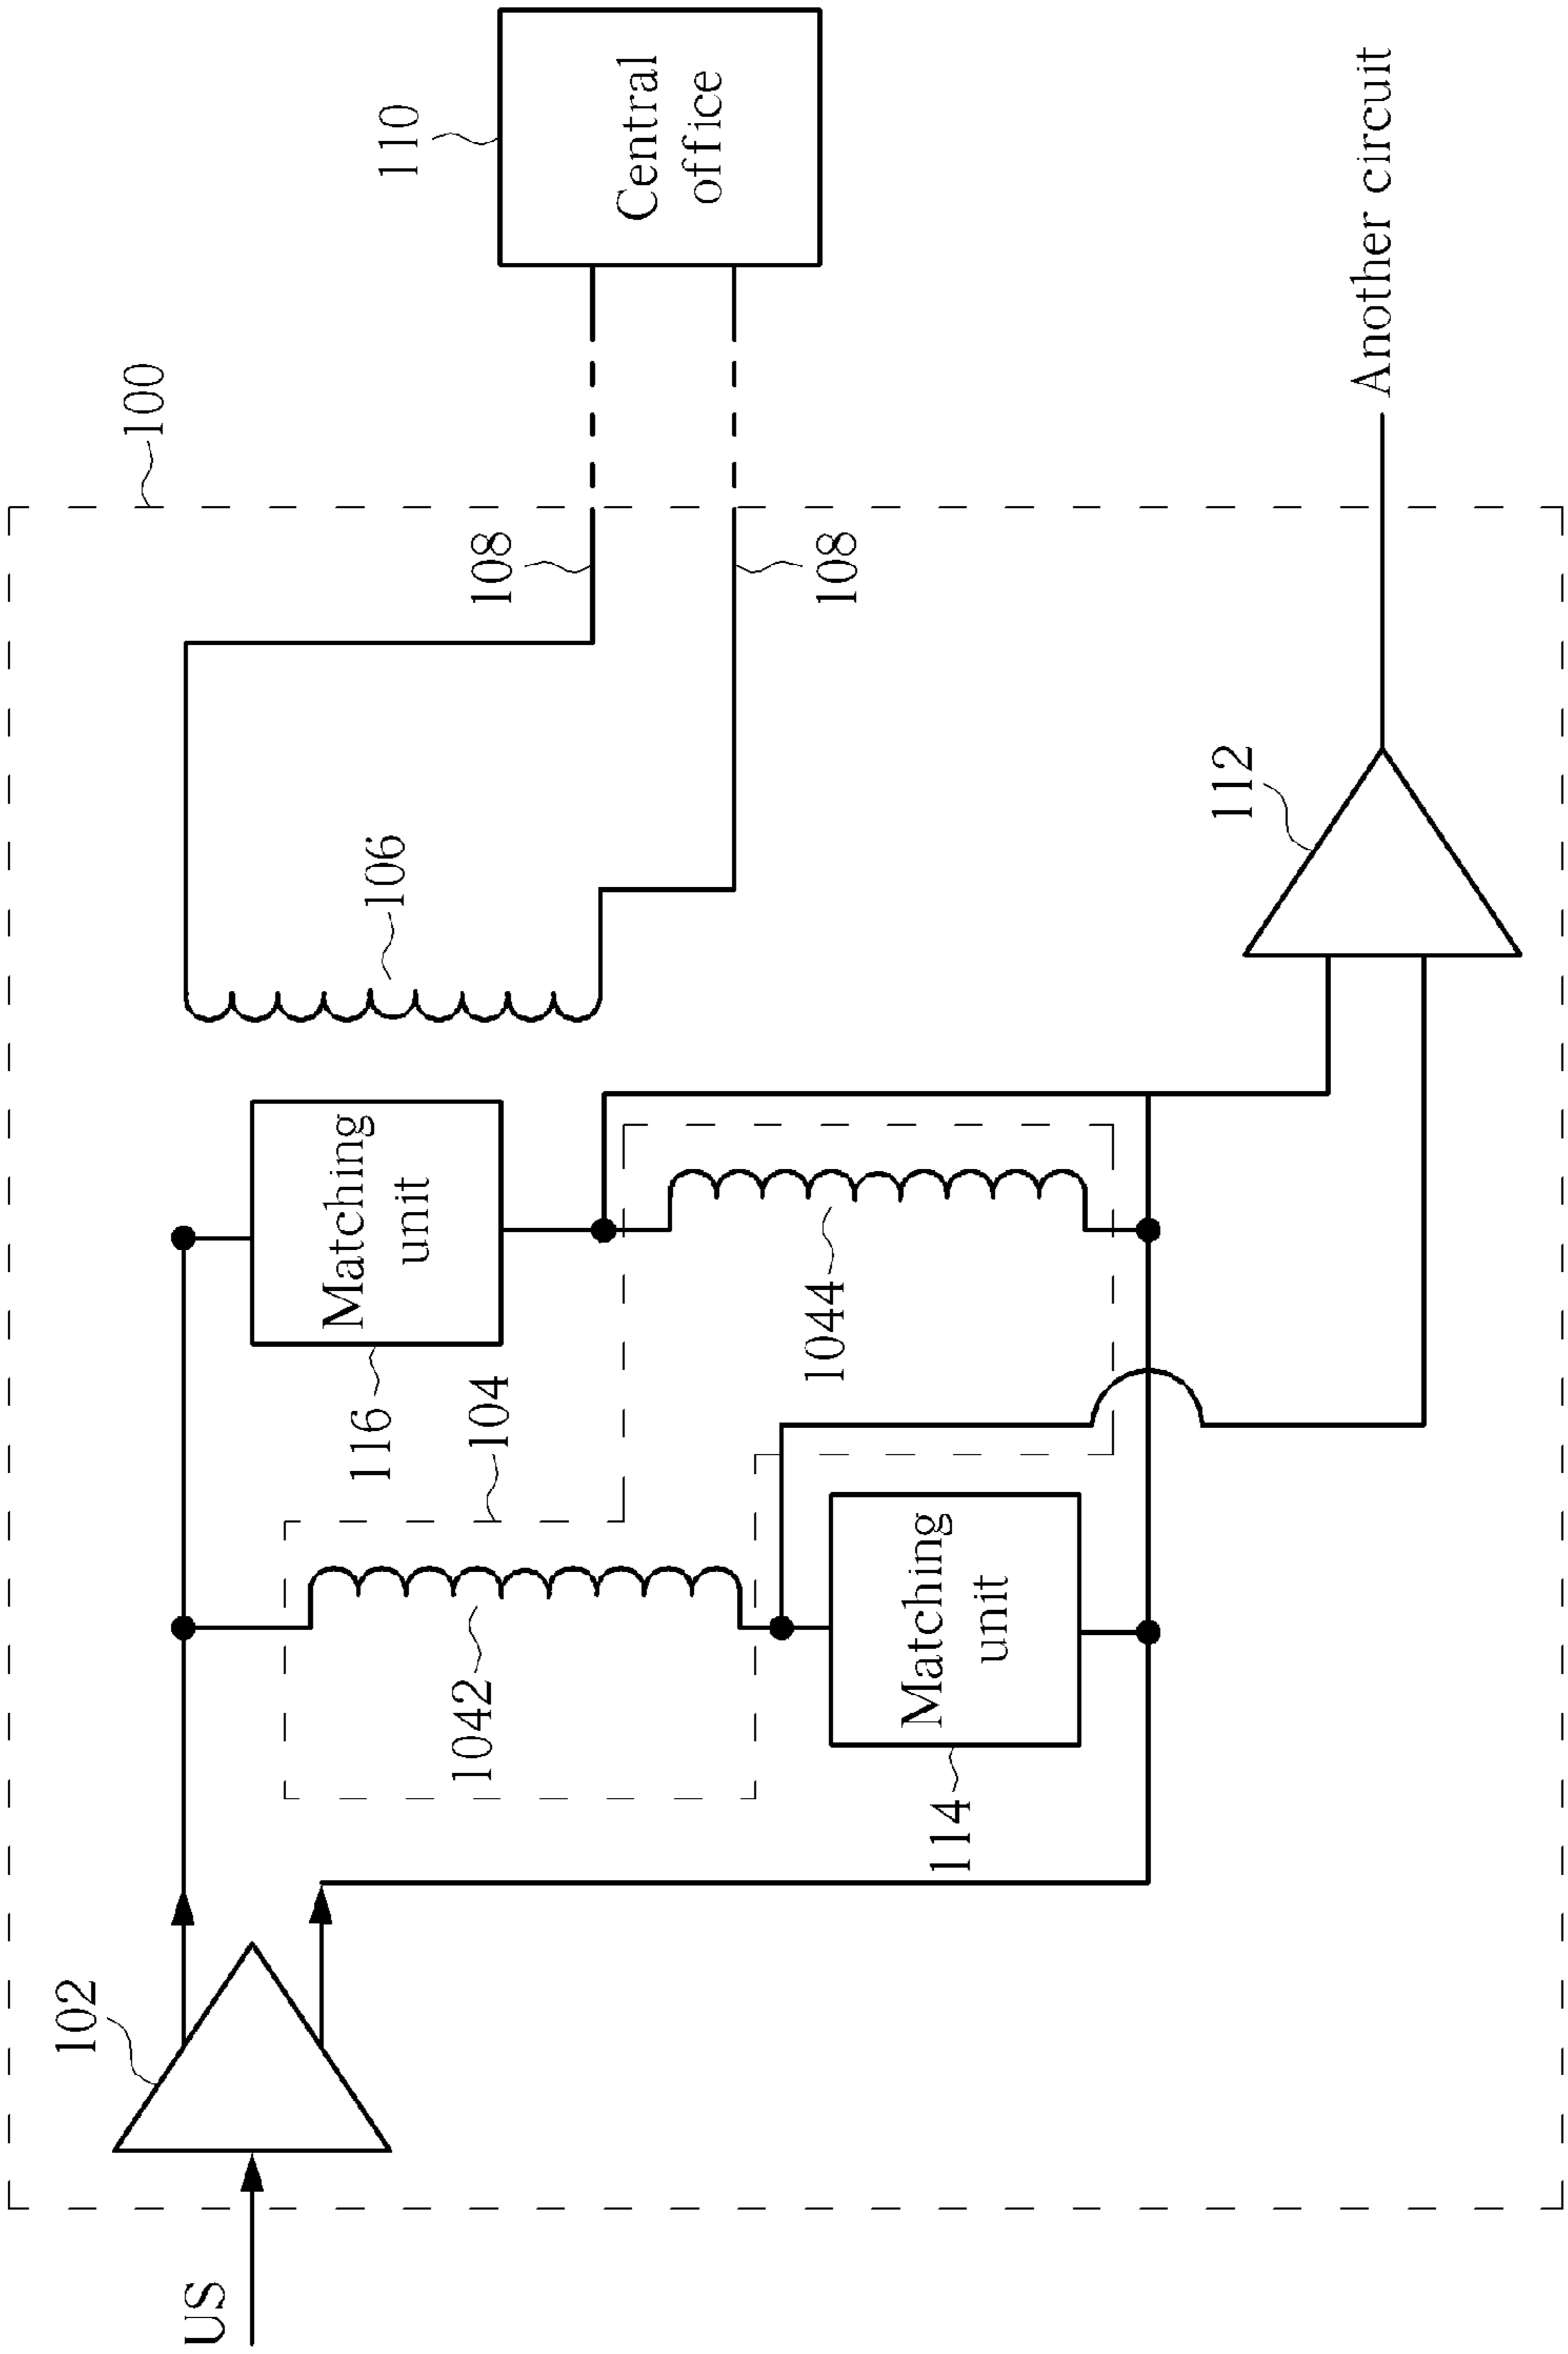 100
102
US
1042
104
116
Matching
unit
106
108
108
110
Central
office
1044
114
Matching
unit
112
Another circuit